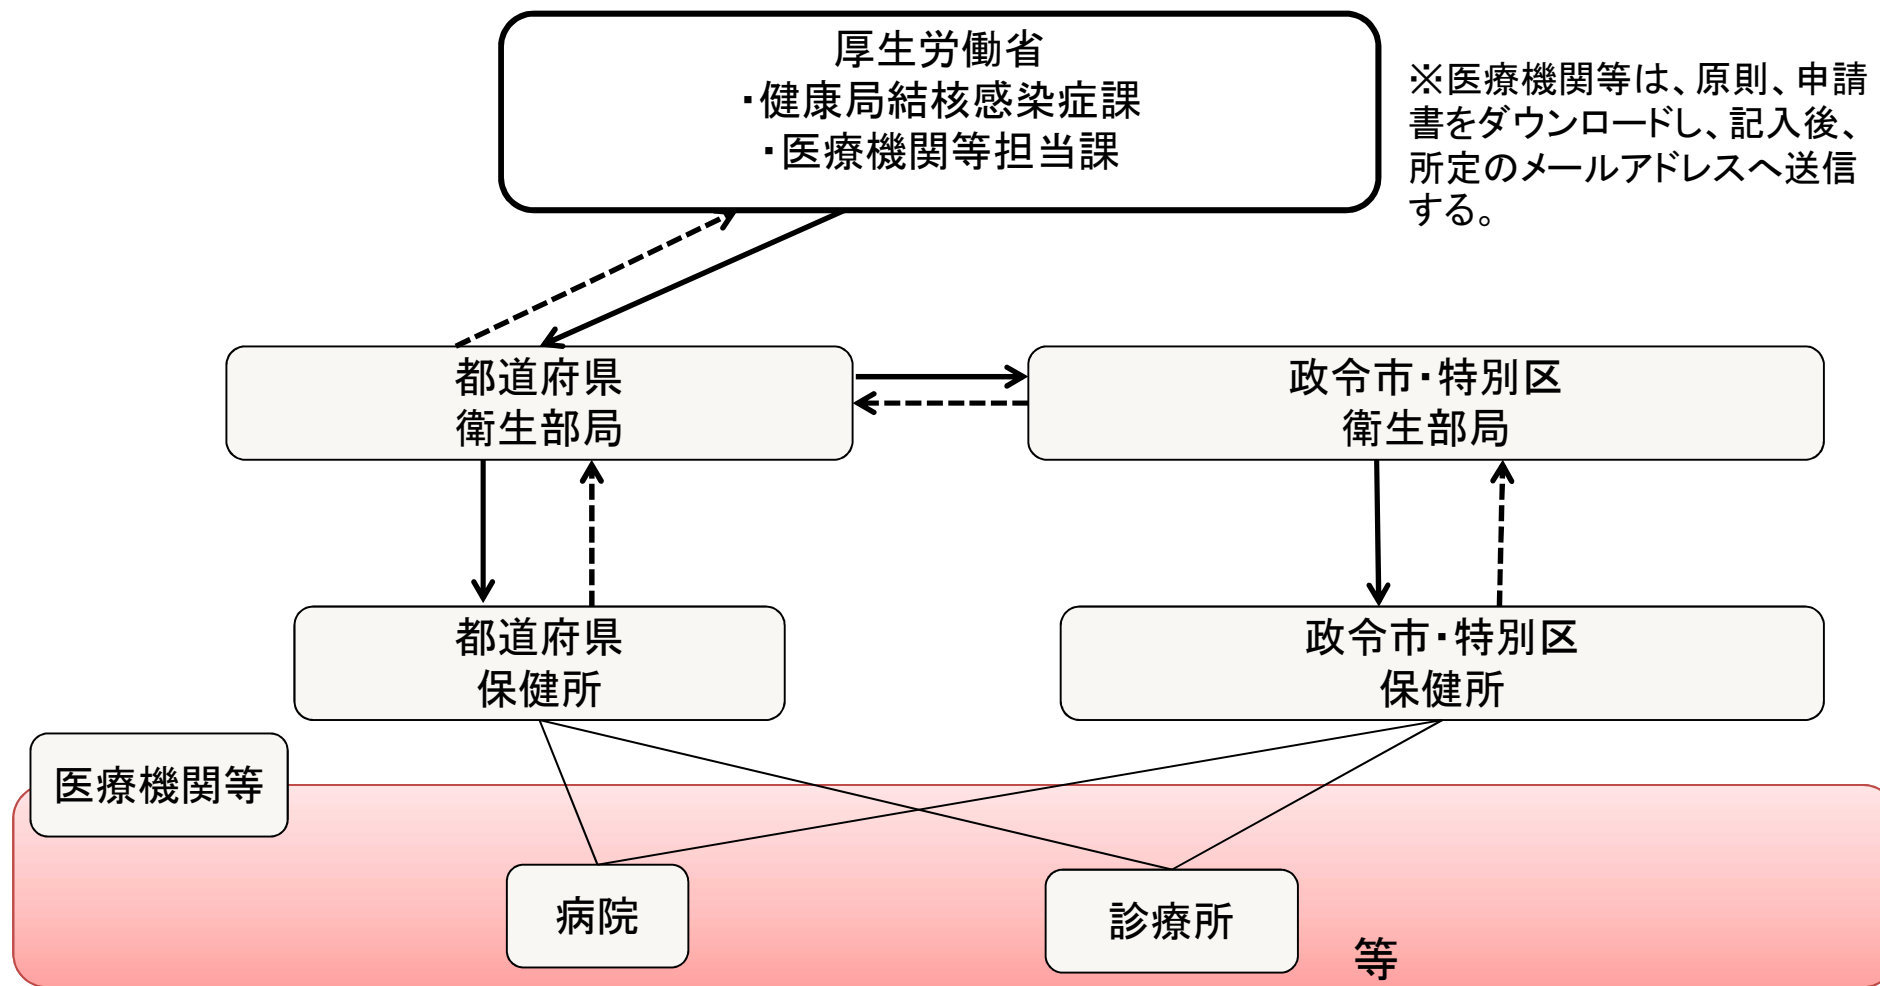 厚生労働省
・健康局結核感染症課
・医療機関等担当課
※医療機関等は、原則、申請
書をダウンロードし、記入後、
所定のメールアドレスへ送信
する。
都道府県
衛生部局
政令市・特別区
衛生部局
都道府県
保健所
政令市・特別区
保健所
医療機関等
病院
診療所
等